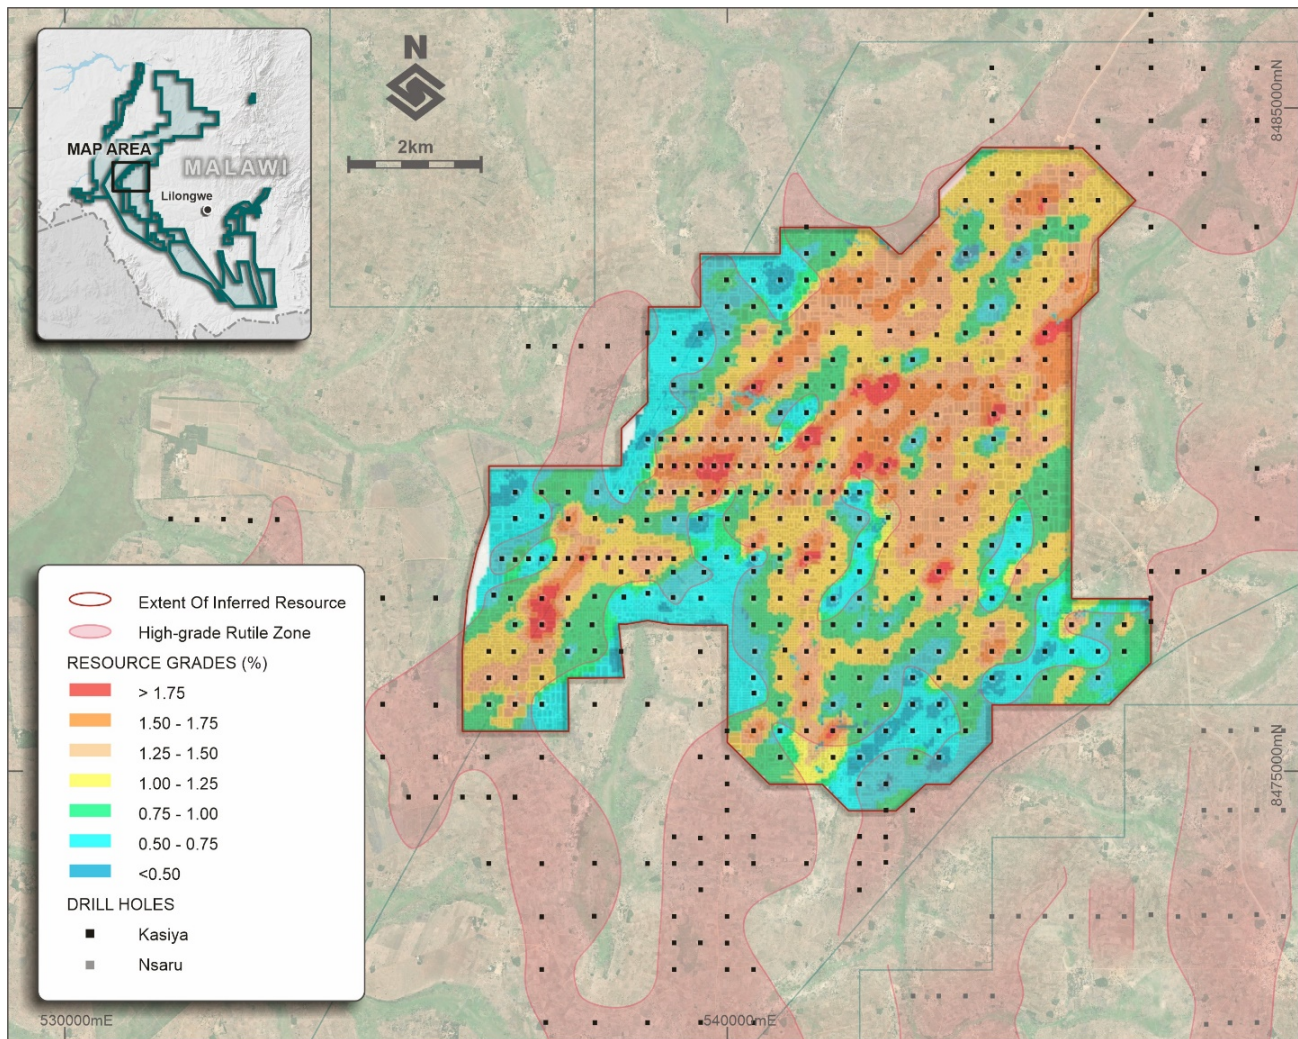 MAP AREA
MALAWI
Lilongwe
N
2km
8485000mN
Extent Of Inferred Resource
High-grade Rutile Zone
RESOURCE GRADES (%)
> 1.75
1.50 - 1.75
1.25 - 1.50
1.00 - 1.25
0.75 - 1.00
0.50 - 0.75
<0.50
DRILL HOLES
Kasiya
Nsaru
8475000mN
530000mE
540000mE